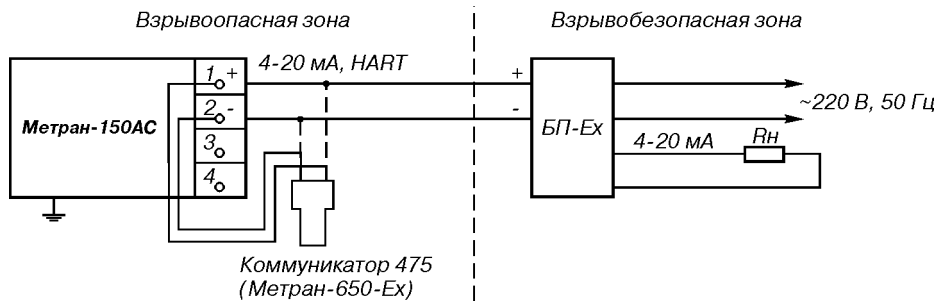 Взрывоопасная зона
Взрывобезопасная зона
1 +
4-20 мА, HART
+
~220 В, 50 Гц
Метран-150АС
2 -
-
БП-Ex
3
4-20 мА
Rн
4
Коммуникатор 475
(Метран-650-Ex)